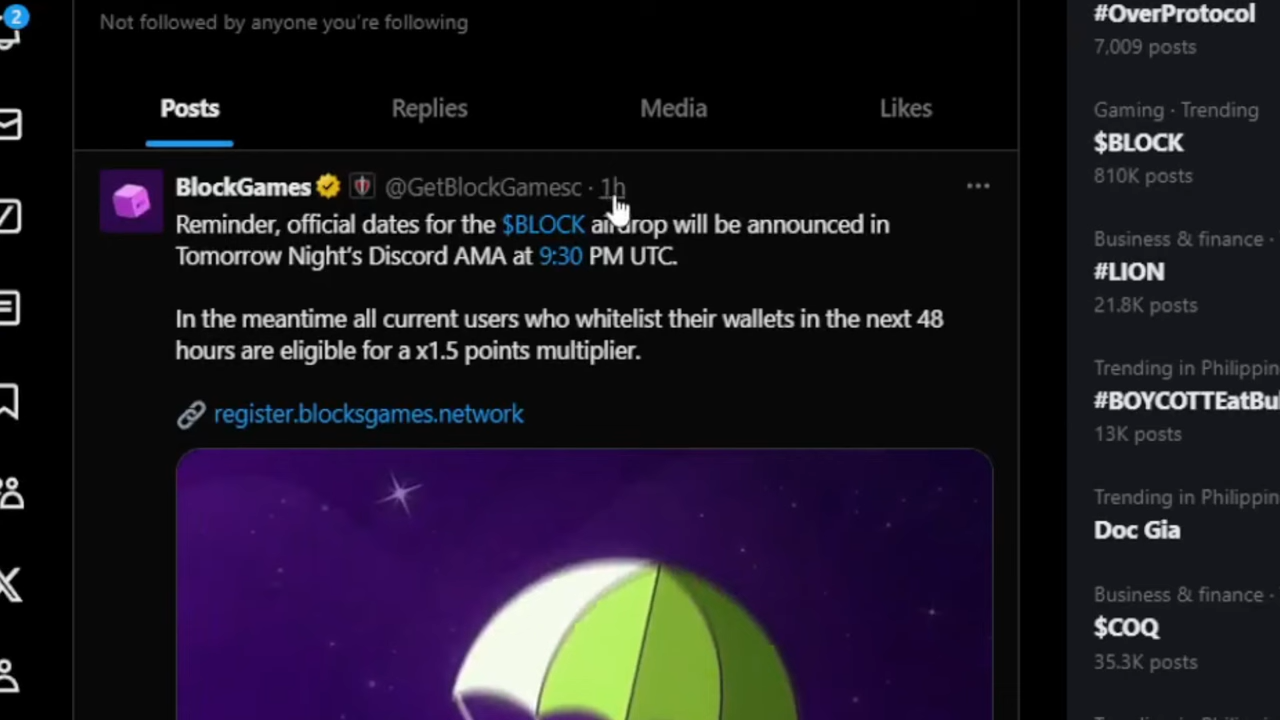 2
Not followed by anyone you're following
Posts
Replies
Media
Likes
BlockGames @GetBlockGamesc · 1h
Reminder, official dates for the $BLOCK airdrop will be announced in
Tomorrow Night's Discord AMA at 9:30 PM UTC.
In the meantime all current users who whitelist their wallets in the next 48
hours are eligible for a x1.5 points multiplier.
register.blocksgames.network
#OverProtocol
7,009 posts
Gaming · Trending
$BLOCK
810K posts
Business & finance ·
#LION
21.8K posts
Trending in Philippin
#BOYCOTTEatBu
13K posts
Trending in Philippin
Doc Gia
Business & finance ·
$COQ
35.3K posts